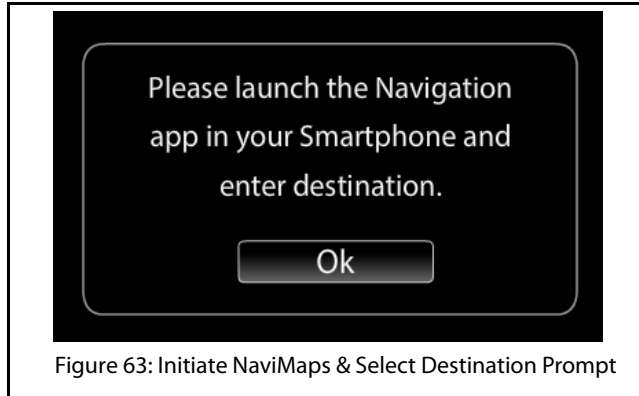 Please launch the Navigation
app in your Smartphone and
enter destination.
Ok
Figure 63: Initiate NaviMaps & Select Destination Prompt